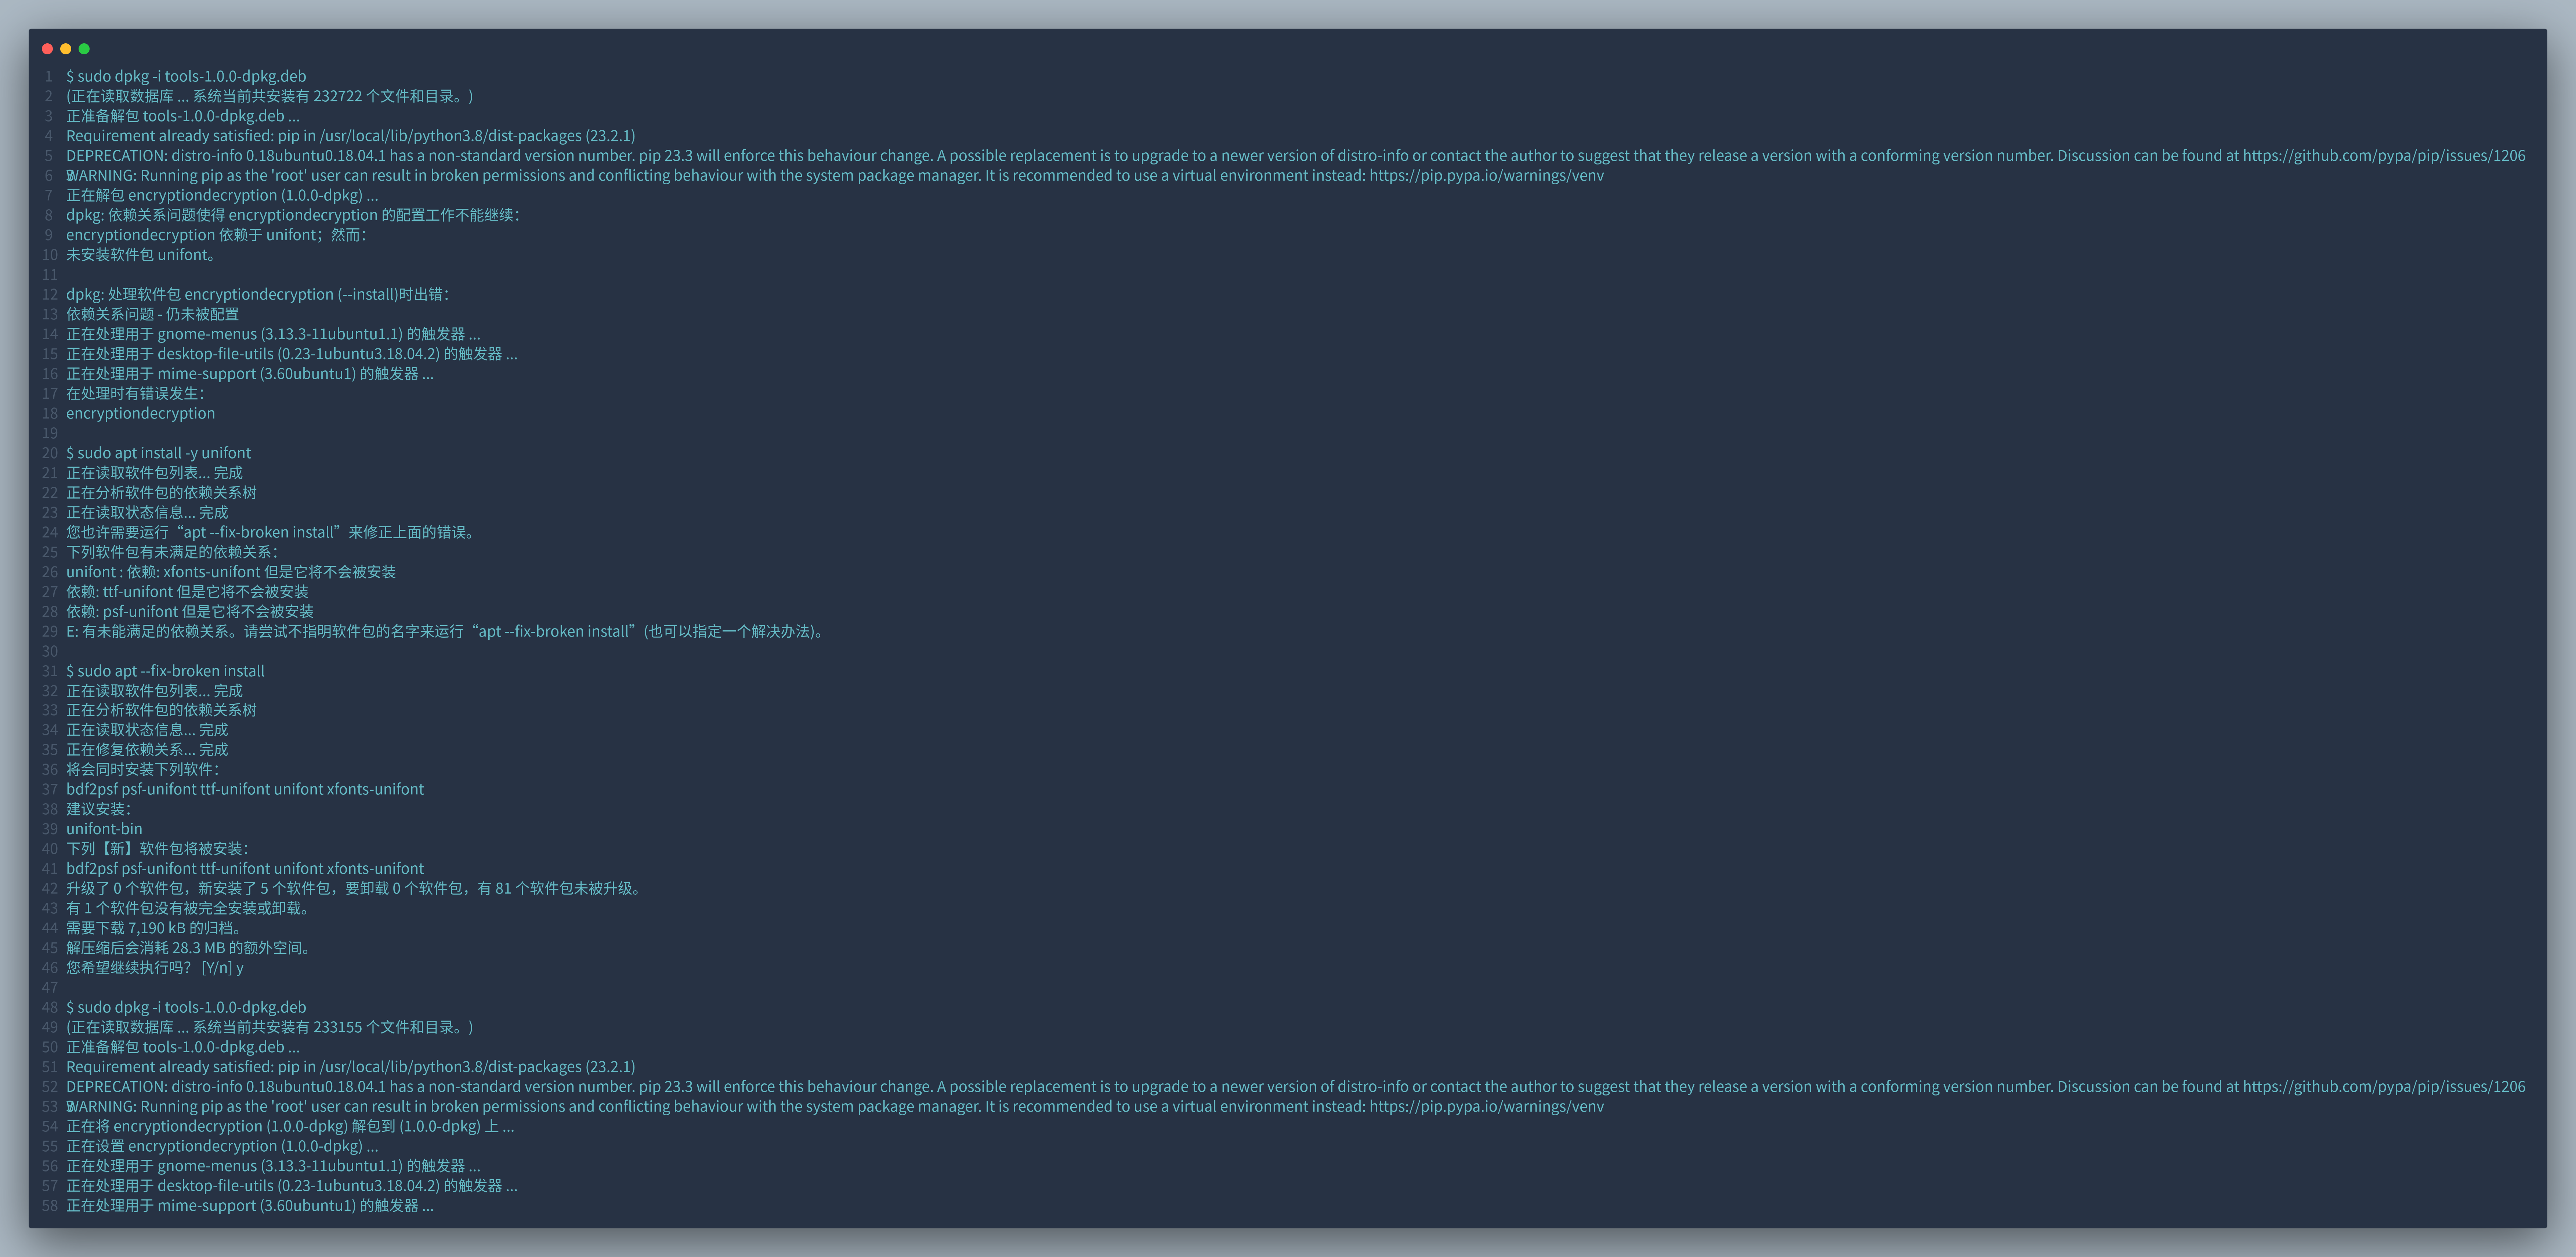 1 $ sudo dpkg -i tools-1.0.0-dpkg.deb
2 (正在读取数据库 ... 系统当前共安装有 232722 个文件和目录。)
3 正准备解包 tools-1.0.0-dpkg.deb ...
4 Requirement already satisfied: pip in /usr/local/lib/python3.8/dist-packages (23.2.1)
5 DEPRECATION: distro-info 0.18ubuntu0.18.04.1 has a non-standard version number. pip 23.3 will enforce this behaviour change. A possible replacement is to upgrade to a newer version of distro-info or contact the author to suggest that they release a version with a conforming version number. Discussion can be found at https://github.com/pypa/pip/issues/1206
6 WARNING: Running pip as the 'root' user can result in broken permissions and conflicting behaviour with the system package manager. It is recommended to use a virtual environment instead: https://pip.pypa.io/warnings/venv
7 正在解包 encryptiondecryption (1.0.0-dpkg) ...
8 dpkg: 依赖关系问题使得 encryptiondecryption 的配置工作不能继续：
9 encryptiondecryption 依赖于 unifont；然而：
10 未安装软件包 unifont。
11
12 dpkg: 处理软件包 encryptiondecryption (--install)时出错：
13 依赖关系问题 - 仍未被配置
14 正在处理用于 gnome-menus (3.13.3-11ubuntu1.1) 的触发器 ...
15 正在处理用于 desktop-file-utils (0.23-1ubuntu3.18.04.2) 的触发器 ...
16 正在处理用于 mime-support (3.60ubuntu1) 的触发器 ...
17 在处理时有错误发生：
18 encryptiondecryption
19
20 $ sudo apt install -y unifont
21 正在读取软件包列表... 完成
22 正在分析软件包的依赖关系树
23 正在读取状态信息... 完成
24 您也许需要运行“apt --fix-broken install”来修正上面的错误。
25 下列软件包有未满足的依赖关系：
26 unifont : 依赖: xfonts-unifont 但是它将不会被安装
27 依赖: ttf-unifont 但是它将不会被安装
28 依赖: psf-unifont 但是它将不会被安装
29 E: 有未能满足的依赖关系。请尝试不指明软件包的名字来运行“apt --fix-broken install”(也可以指定一个解决办法)。
30
31 $ sudo apt --fix-broken install
32 正在读取软件包列表... 完成
33 正在分析软件包的依赖关系树
34 正在读取状态信息... 完成
35 正在修复依赖关系... 完成
36 将会同时安装下列软件：
37 bdf2psf psf-unifont ttf-unifont unifont xfonts-unifont
38 建议安装：
39 unifont-bin
40 下列【新】软件包将被安装：
41 bdf2psf psf-unifont ttf-unifont unifont xfonts-unifont
42 升级了 0 个软件包，新安装了 5 个软件包，要卸载 0 个软件包，有 81 个软件包未被升级。
43 有 1 个软件包没有被完全安装或卸载。
44 需要下载 7,190 kB 的归档。
45 解压缩后会消耗 28.3 MB 的额外空间。
46 您希望继续执行吗？ [Y/n] y
47
48 $ sudo dpkg -i tools-1.0.0-dpkg.deb
49 (正在读取数据库 ... 系统当前共安装有 233155 个文件和目录。)
50 正准备解包 tools-1.0.0-dpkg.deb ...
51 Requirement already satisfied: pip in /usr/local/lib/python3.8/dist-packages (23.2.1)
52 DEPRECATION: distro-info 0.18ubuntu0.18.04.1 has a non-standard version number. pip 23.3 will enforce this behaviour change. A possible replacement is to upgrade to a newer version of distro-info or contact the author to suggest that they release a version with a conforming version number. Discussion can be found at https://github.com/pypa/pip/issues/1206
53 WARNING: Running pip as the 'root' user can result in broken permissions and conflicting behaviour with the system package manager. It is recommended to use a virtual environment instead: https://pip.pypa.io/warnings/venv
54 正在将 encryptiondecryption (1.0.0-dpkg) 解包到 (1.0.0-dpkg) 上 ...
55 正在设置 encryptiondecryption (1.0.0-dpkg) ...
56 正在处理用于 gnome-menus (3.13.3-11ubuntu1.1) 的触发器 ...
57 正在处理用于 desktop-file-utils (0.23-1ubuntu3.18.04.2) 的触发器 ...
58 正在处理用于 mime-support (3.60ubuntu1) 的触发器 ...